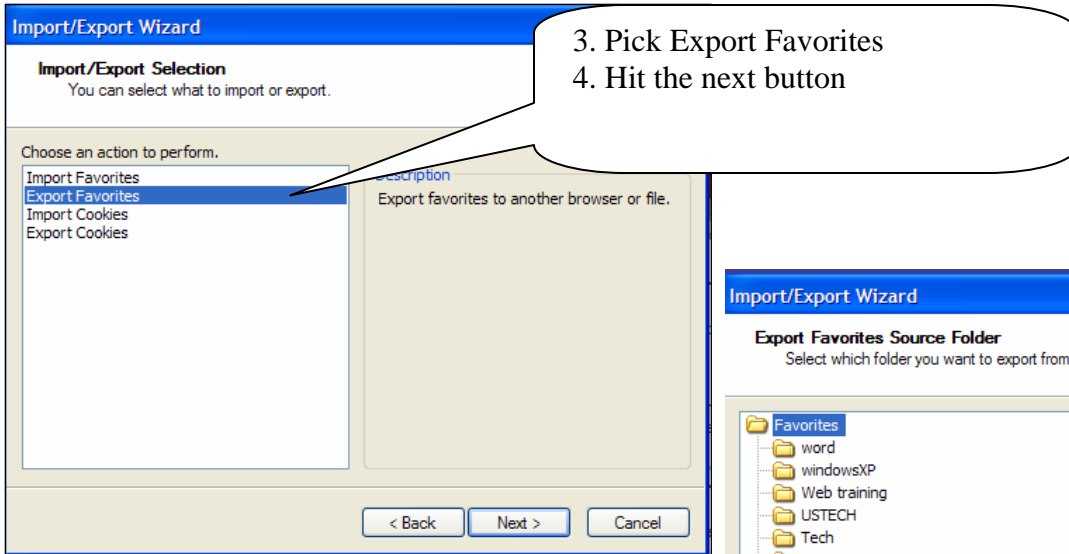 Import/Export Wizard
3. Pick Export Favorites
4. Hit the next button
Import/Export Selection
You can select what to import or export.
Choose an action to perform.
Import Favorites
Export Favorites
Import Cookies
Export Cookies
Description
Export favorites to another browser or file.
< Back
Next >
Cancel
Import/Export Wizard
Export Favorites Source Folder
Select which folder you want to export from
Favorites
word
windowsXP
Web training
USTECH
Tech